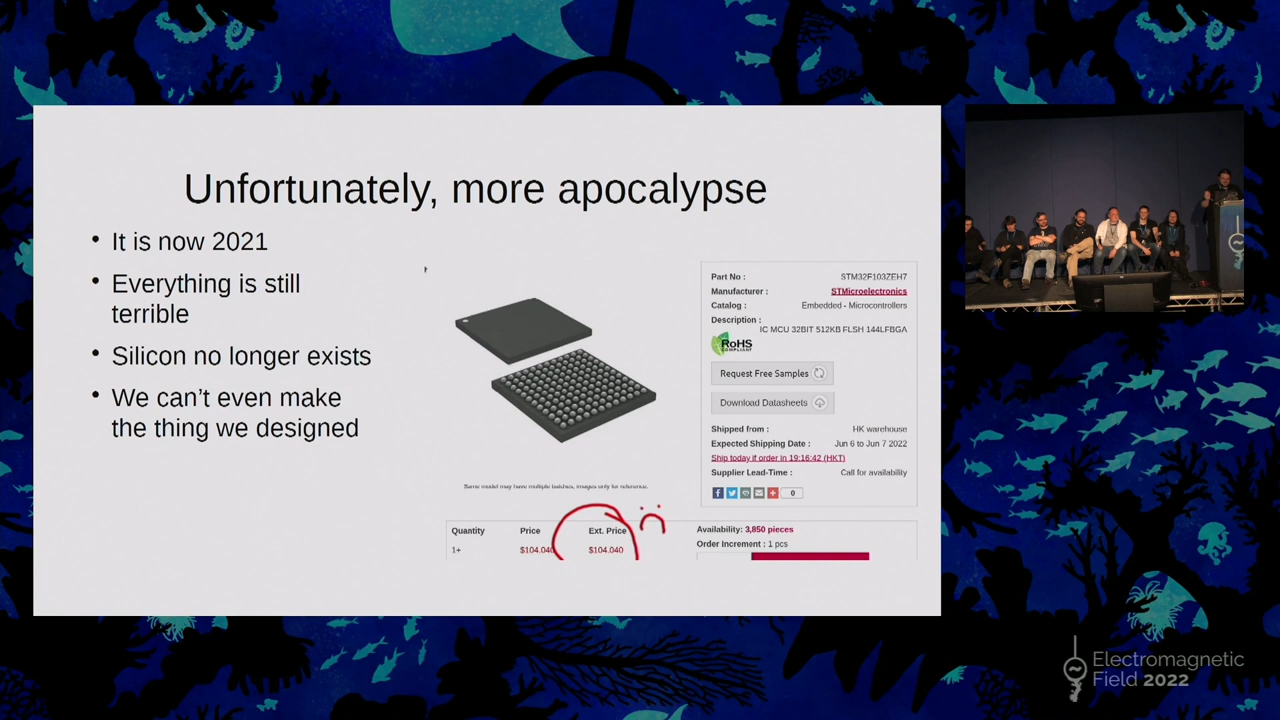 Unfortunately, more apocalypse
• It is now 2021
• Everything is still
terrible
• Silicon no longer exists
• We can't even make
the thing we designed
Part No : STM32F103ZEH7
Manufacturer : STMicroelectronics
Catalog : Embedded - Microcontrollers
Description :
IC MCU 32BIT 512KB FLSH 144LFBGA
RoHS
COMPLIANT
Request Free Samples
Download Datasheets
Shipped from : HK warehouse
Expected Shipping Date : Jun 6 to Jun 7 2022
Ship today if order in 19:16:42 (HKT)
Supplier Lead-Time : Call for availability
0
Same model may have multiple batches, images only for reference.
Quantity Price Ext. Price
1+ $104.040 $104.040
Availability: 3,850 pieces
Order Increment : 1 pcs
Electromagnetic
Field 2022